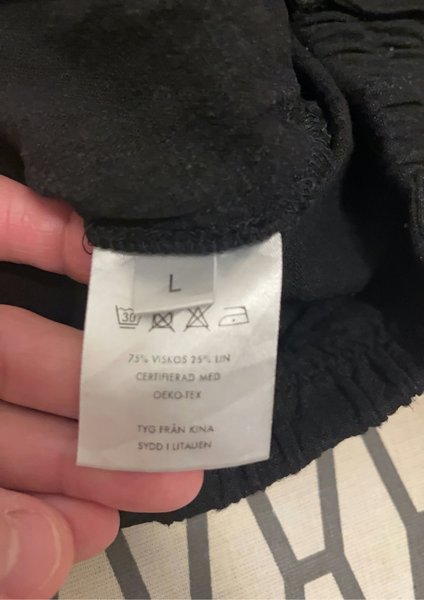 L
30
75% VISKOS 25% LIN
CERTIFIERAD MED
OEKO-TEX
TYG FRÅN KINA
SYDD I LITAUEN